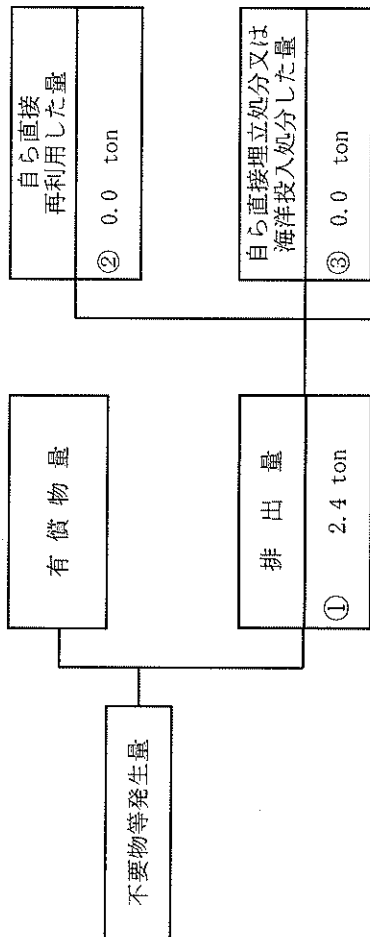 不要物等発生量
有償物量
排出量
① 2.4 ton
自ら直接
再利用した量
② 0.0 ton
自ら直接埋立処分又は
海洋投入処分した量
③ 0.0 ton